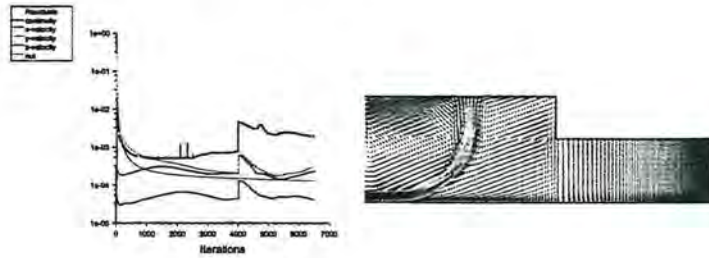 Residuals
continuity
x-velocity
y-velocity
z-velocity
nut
1e+00
1e-01
1e-02
1e-03
1e-04
1e-05
0
1000
2000
3000
4000
5000
6000
7000
Iterations